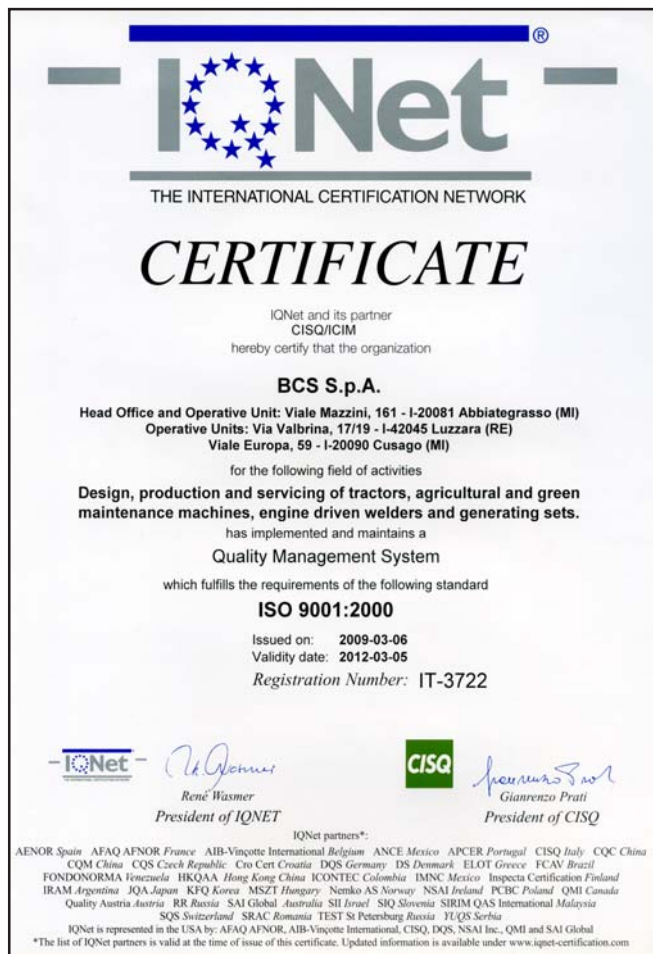 IQNet ®
THE INTERNATIONAL CERTIFICATION NETWORK
CERTIFICATE
IQNet and its partner
CISQ/ICIM
hereby certify that the organization
BCS S.p.A.
Head Office and Operative Unit: Viale Mazzini, 161 - I-20081 Abbiategrasso (MI)
Operative Units: Via Valbrina, 17/19 - I-42045 Luzzara (RE)
Viale Europa, 59 - I-20090 Cusago (MI)
for the following field of activities
Design, production and servicing of tractors, agricultural and green
maintenance machines, engine driven welders and generating sets.
has implemented and maintains a
Quality Management System
which fulfills the requirements of the following standard
ISO 9001:2000
Issued on: 2009-03-06
Validity date: 2012-03-05
Registration Number: IT-3722
IQNet
CISQ
René Wasmer
President of IQNET
Gianrenzo Prati
President of CISQ
IQNet partners*:
AENOR Spain AFAQ AFNOR France AIB-Vinçotte International Belgium ANCE Mexico APCER Portugal CISQ Italy CQC China
CQM China CQS Czech Republic Cro Cert Croatia DQS Germany DS Denmark ELOT Greece FCAV Brazil
FONDONORMA Venezuela HKQAA Hong Kong China ICONTEC Colombia IMNC Mexico Inspecta Certification Finland
IRAM Argentina JQA Japan KFQ Korea MSZT Hungary Nemko AS Norway NSAI Ireland PCBC Poland QMI Canada
Quality Austria Austria RR Russia SAI Global Australia SII Israel SIQ Slovenia SIRIM QAS International Malaysia
SQS Switzerland SRAC Romania TEST St Petersburg Russia YUQS Serbia
IQNet is represented in the USA by: AFAQ AFNOR, AIB-Vinçotte International, CISQ, DQS, NSAI Inc., QMI and SAI Global
*The list of IQNet partners is valid at the time of issue of this certificate. Updated information is available under www.iqnet-certification.com